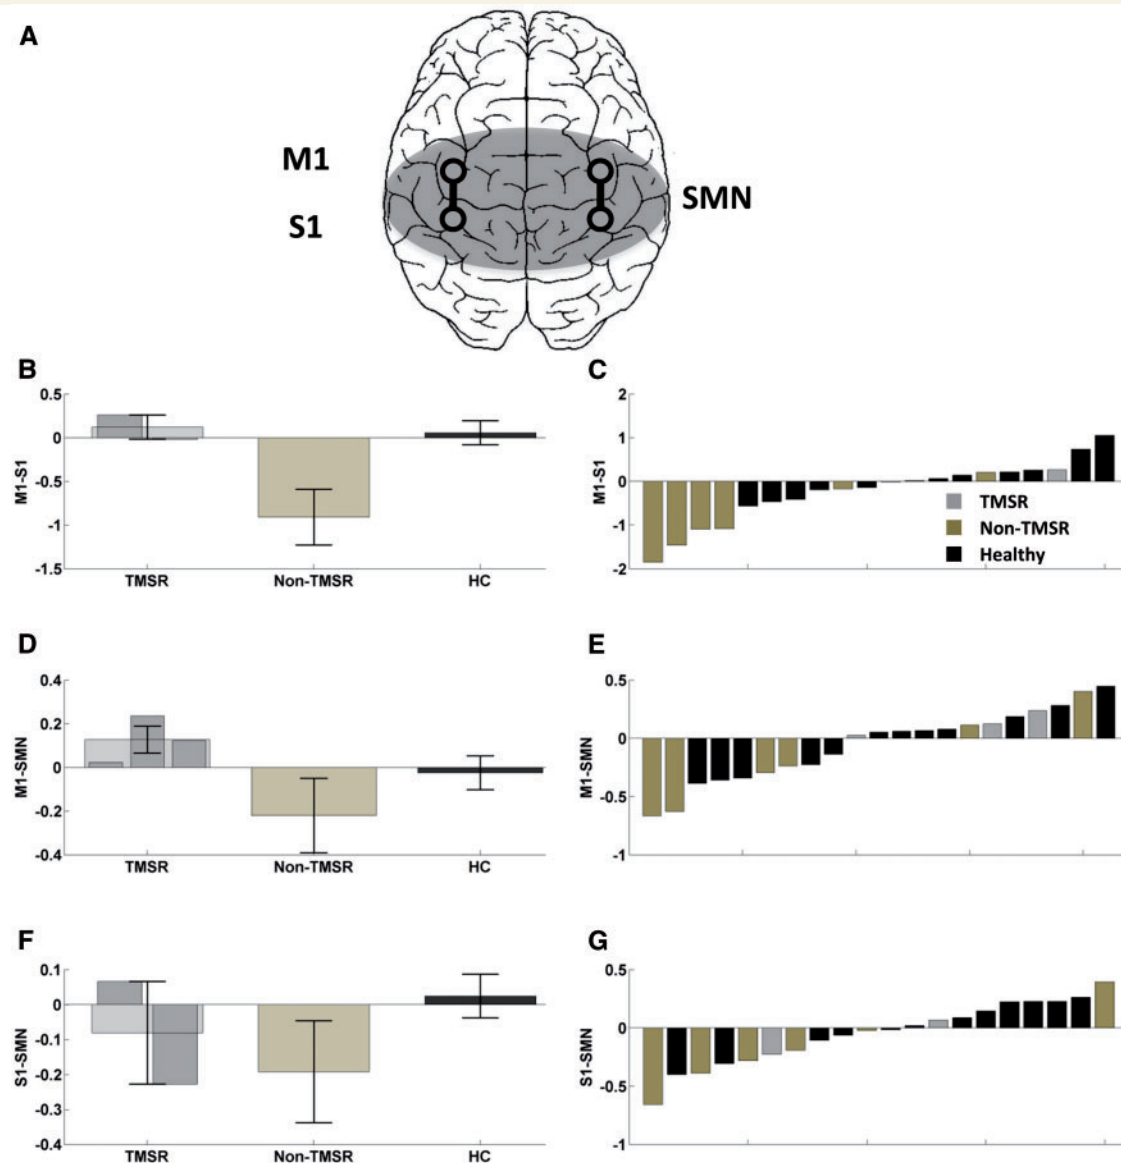 A
M1
S1
SMN
B
0.5
0
-0.5
-1
-1.5
M1-S1
TMSR
Non-TMSR
HC
C
2
1
0
-1
-2
M1-S1
TMSR
Non-TMSR
Healthy
D
0.4
0.2
0
-0.2
-0.4
M1-SMN
TMSR
Non-TMSR
HC
E
0.5
0
-0.5
-1
M1-SMN
F
0.1
0
-0.1
-0.2
-0.3
-0.4
S1-SMN
TMSR
Non-TMSR
HC
G
0.5
0
-0.5
-1
S1-SMN